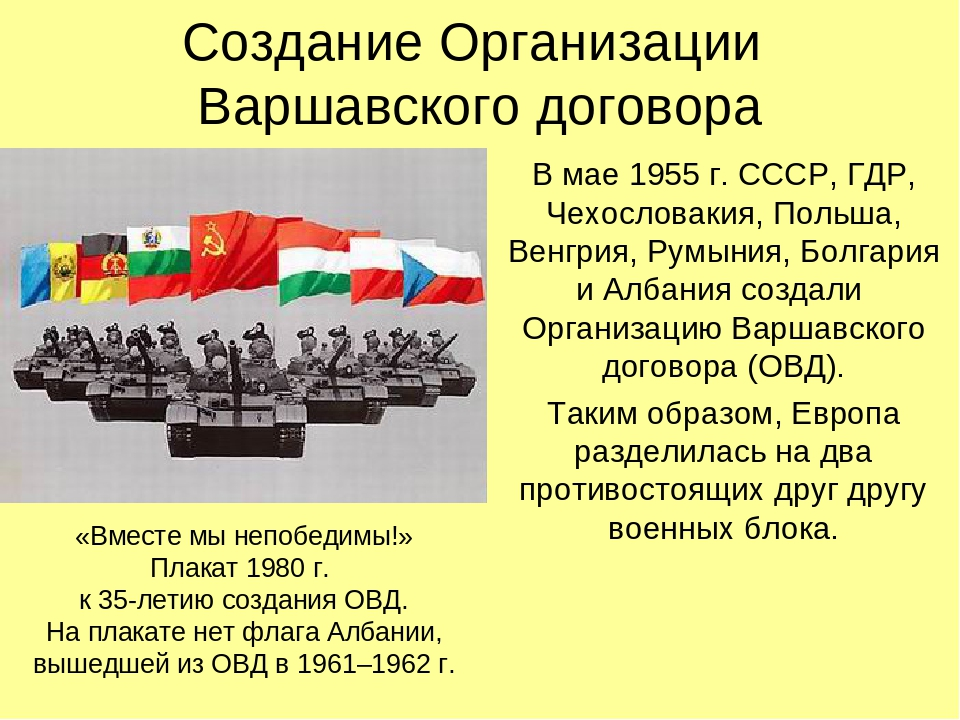 Создание Организации
Варшавского договора
В мае 1955 г. СССР, ГДР,
Чехословакия, Польша,
Венгрия, Румыния, Болгария
и Албания создали
Организацию Варшавского
договора (ОВД).
Таким образом, Европа
разделилась на два
противостоящих друг другу
военных блока.
«Вместе мы непобедимы!»
Плакат 1980 г.
к 35-летию создания ОВД.
На плакате нет флага Албании,
вышедшей из ОВД в 1961–1962 г.